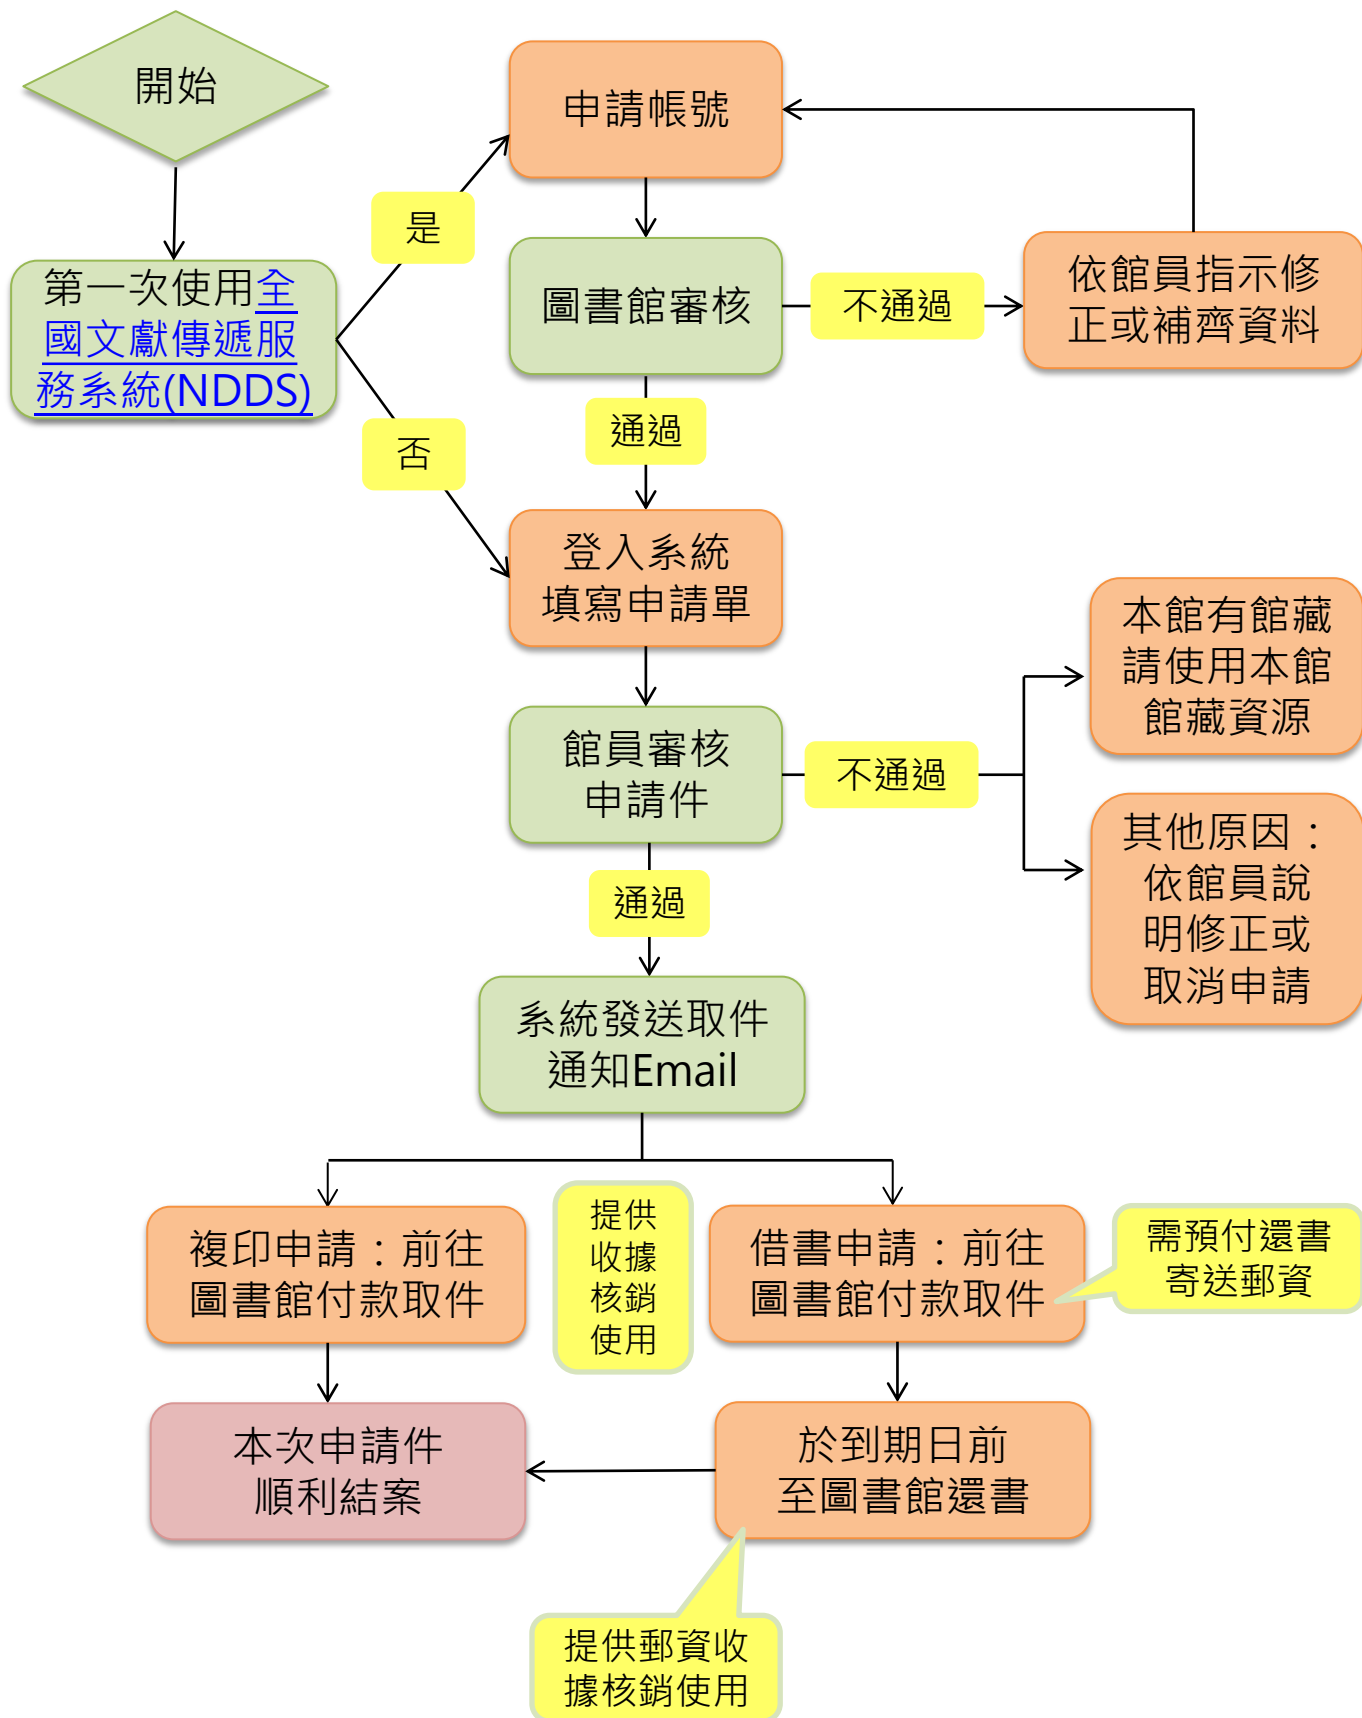 開始
第一次使用全
國文獻傳遞服
務系統(NDDS)
是
否
申請帳號
圖書館審核
不通過
依館員指示修
正或補齊資料
通過
登入系統
填寫申請單
館員審核
申請件
不通過
本館有館藏
請使用本館
館藏資源
其他原因：
依館員說
明修正或
取消申請
通過
系統發送取件
通知Email
複印申請：前往
圖書館付款取件
提供
收據
核銷
使用
借書申請：前往
圖書館付款取件
需預付還書
寄送郵資
本次申請件
順利結案
於到期日前
至圖書館還書
提供郵資收
據核銷使用